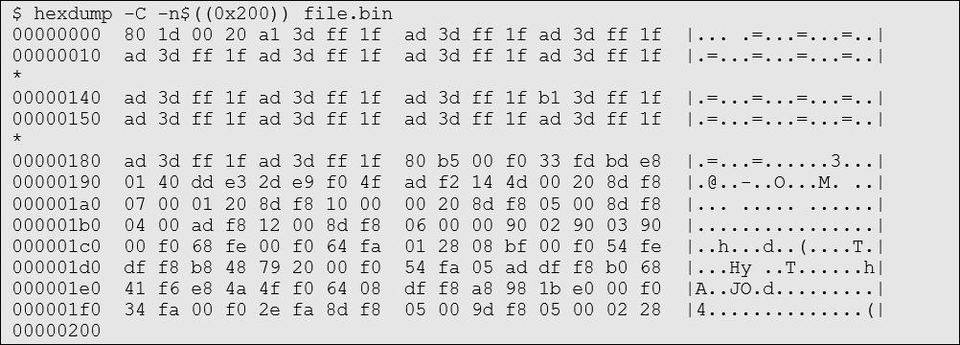 $ hexdump -C -n$((0x200)) file.bin
00000000  80 1d 00 20 a1 3d ff 1f  ad 3d ff 1f ad 3d ff 1f  |... .=...=...=..|
00000010  ad 3d ff 1f ad 3d ff 1f  ad 3d ff 1f ad 3d ff 1f  |.=...=...=...=..|
*
00000140  ad 3d ff 1f ad 3d ff 1f  ad 3d ff 1f b1 3d ff 1f  |.=...=...=...=..|
00000150  ad 3d ff 1f ad 3d ff 1f  ad 3d ff 1f ad 3d ff 1f  |.=...=...=...=..|
*
00000180  ad 3d ff 1f ad 3d ff 1f  80 b5 00 f0 33 fd bd e8  |.=...=......3...|
00000190  01 40 dd e3 2d e9 f0 4f  ad f2 14 4d 00 20 8d f8  |.@..-..O...M. ..|
000001a0  07 00 01 20 8d f8 10 00  00 20 8d f8 05 00 8d f8  |... ..... ......|
000001b0  04 00 ad f8 12 00 8d f8  06 00 00 90 02 90 03 90  |................|
000001c0  00 f0 68 fe 00 f0 64 fa  01 28 08 bf 00 f0 54 fe  |..h...d..(....T.|
000001d0  df f8 b8 48 79 20 00 f0  54 fa 05 ad df f8 b0 68  |...Hy ..T......h|
000001e0  41 f6 e8 4a 4f f0 64 08  df f8 a8 98 1b e0 00 f0  |A..JO.d.........|
000001f0  34 fa 00 f0 2e fa 8d f8  05 00 9d f8 05 00 02 28  |4..............(|
00000200